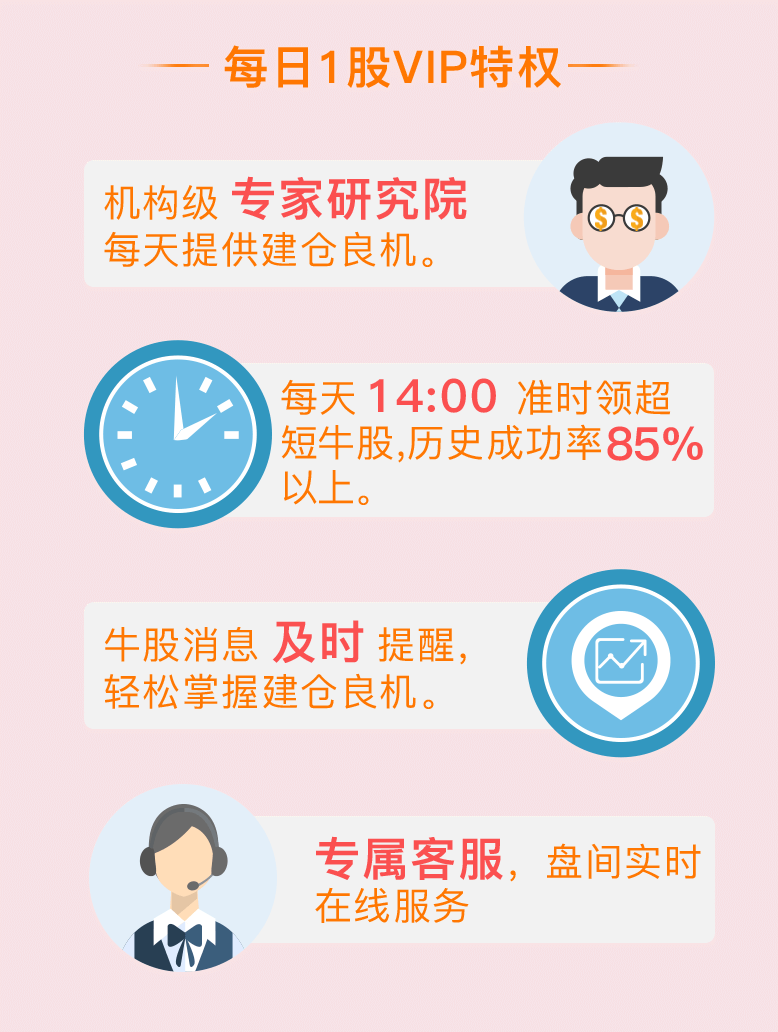 每日1股VIP特权
机构级 专家研究院
每天提供建仓良机。
每天 14:00 准时领超
短牛股,历史成功率85%
以上。
牛股消息 及时 提醒,
轻松掌握建仓良机。
专属客服，盘间实时
在线服务